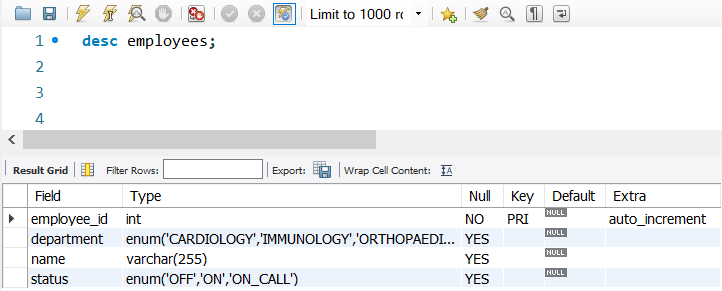 Limit to 1000 ro
1 desc employees;
2
3
4
Result Grid Filter Rows: Export: Wrap Cell Content:
Field Type Null Key Default Extra
employee_id int NO PRI NULL auto_increment
department enum('CARDIOLOGY','IMMUNOLOGY','ORTHOPAEDI... YES NULL
name varchar(255) YES NULL
status enum('OFF','ON','ON_CALL') YES NULL